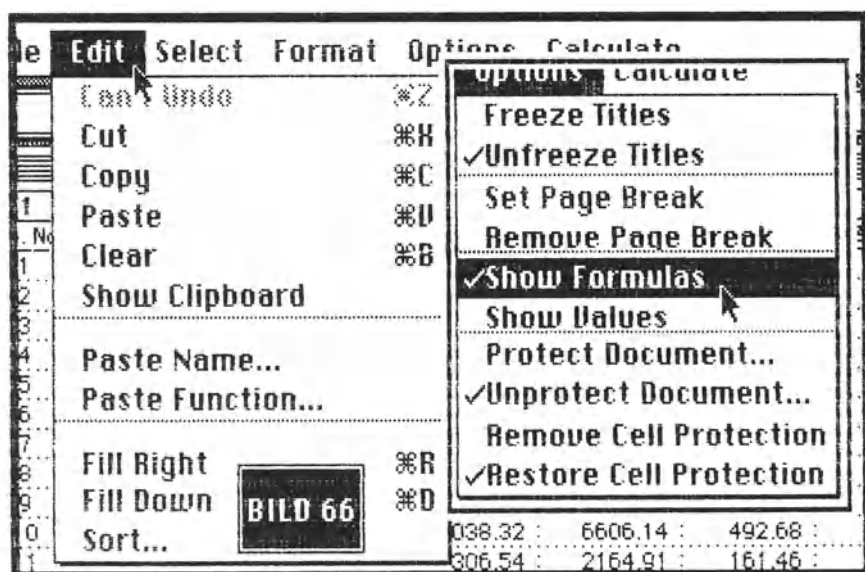 le Edit Select Format Options Calculate
Can't Undo ⌘Z
Cut ⌘X
Copy ⌘C
Paste ⌘V
Clear ⌘B
Show Clipboard
Paste Name...
Paste Function...
Fill Right ⌘R
Fill Down ⌘D
Sort...
BILD 66
Options Calculate
Freeze Titles
✓Unfreeze Titles
Set Page Break
Remove Page Break
✓Show Formulas
Show Values
Protect Document...
✓Unprotect Document...
Remove Cell Protection
✓Restore Cell Protection
038.32 : 6606.14 : 492.68 :
306.54 : 2164.91 : 161.46 :